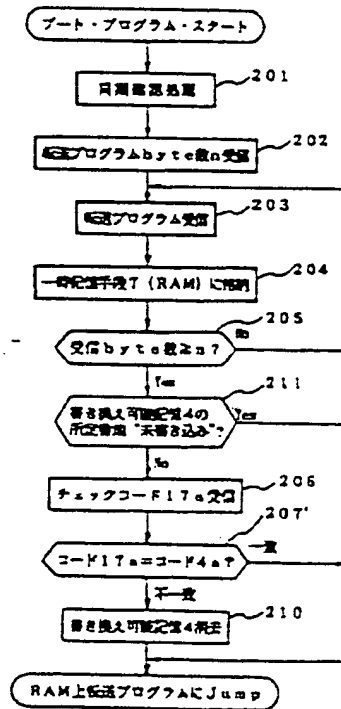 ブート・プログラム・スタート
201
同期確認処理
202
転送プログラムbyte数n受信
203
転送プログラム受信
204
一時記憶手段7 (RAM) に格納
205
受信byte数≧n?
No
Yes
211
書き換え可能記憶4の
所定番地 "未書き込み"?
Yes
No
206
チェックコード17a受信
207'
コード17a=コード4a?
一致
不一致
210
書き換え可能記憶4消去
RAM上転送プログラムにJump